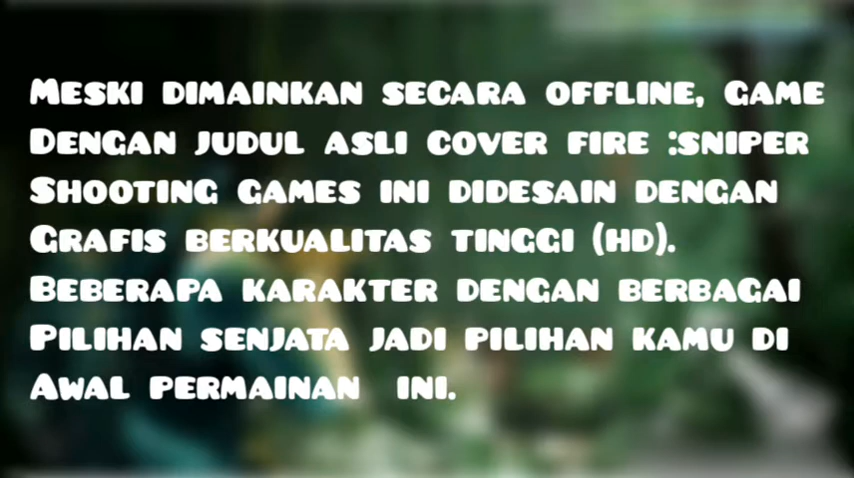 Meski dimainkan secara offline, game
Dengan judul asli cover fire :sniper
Shooting games ini didesain dengan
Grafis berkualitas tinggi (hd).
Beberapa karakter dengan berbagai
Pilihan senjata jadi pilihan kamu di
Awal permainan  ini.